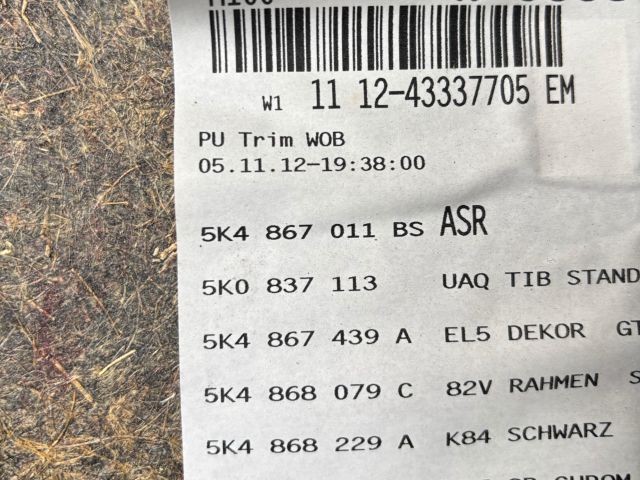 W1 11 12-43337705 EM
PU Trim WOB
05.11.12-19:38:00
5K4 867 011 BS ASR
5K0 837 113 UAQ TIB STAND
5K4 867 439 A EL5 DEKOR GT
5K4 868 079 C 82V RAHMEN S
5K4 868 229 A K84 SCHWARZ